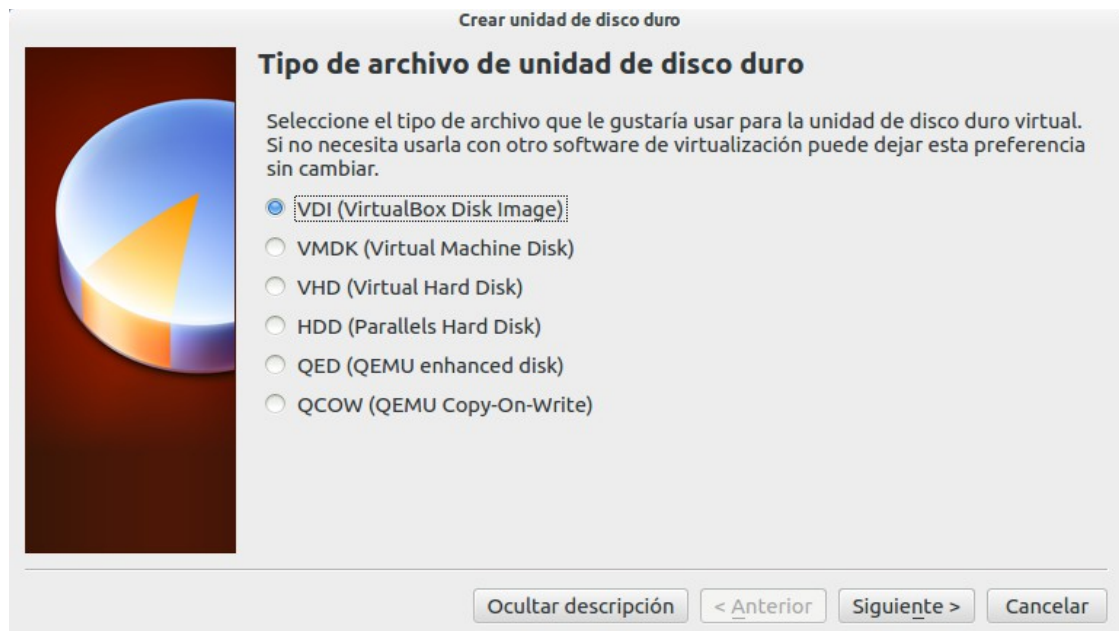 Crear unidad de disco duro
Tipo de archivo de unidad de disco duro
Seleccione el tipo de archivo que le gustaría usar para la unidad de disco duro virtual.
Si no necesita usarla con otro software de virtualización puede dejar esta preferencia
sin cambiar.
VDI (VirtualBox Disk Image)
VMDK (Virtual Machine Disk)
VHD (Virtual Hard Disk)
HDD (Parallels Hard Disk)
QED (QEMU enhanced disk)
QCOW (QEMU Copy-On-Write)
Ocultar descripción < Anterior Siguiente > Cancelar